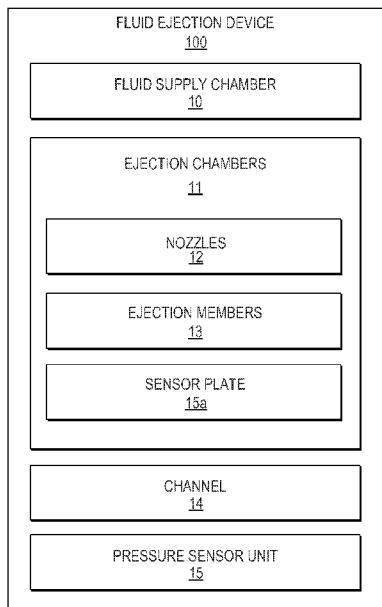 FLUID EJECTION DEVICE
100
FLUID SUPPLY CHAMBER
10
EJECTION CHAMBERS
11
NOZZLES
12
EJECTION MEMBERS
13
SENSOR PLATE
15a
CHANNEL
14
PRESSURE SENSOR UNIT
15